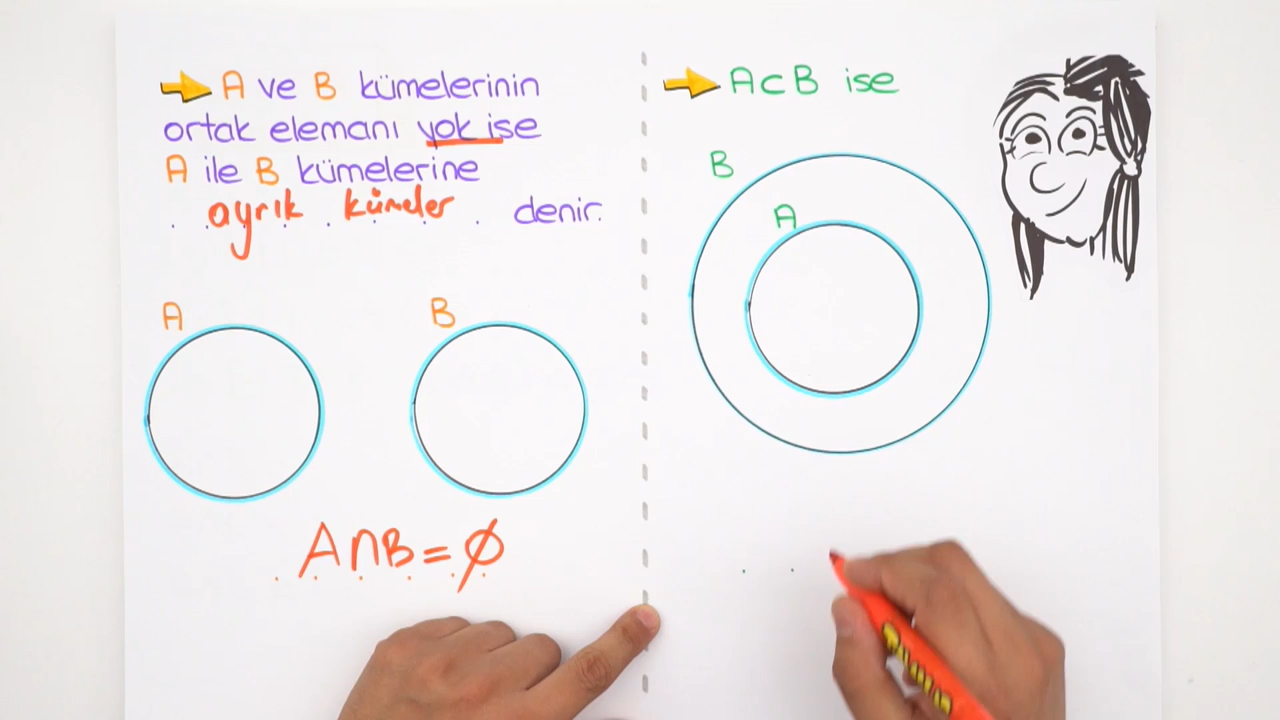 A ve B kümelerinin
ortak elemanı yok ise
A ile B kümelerine
ayrık kümeler denir.
A
B
A∩B=∅
A⊂B ise
B
A